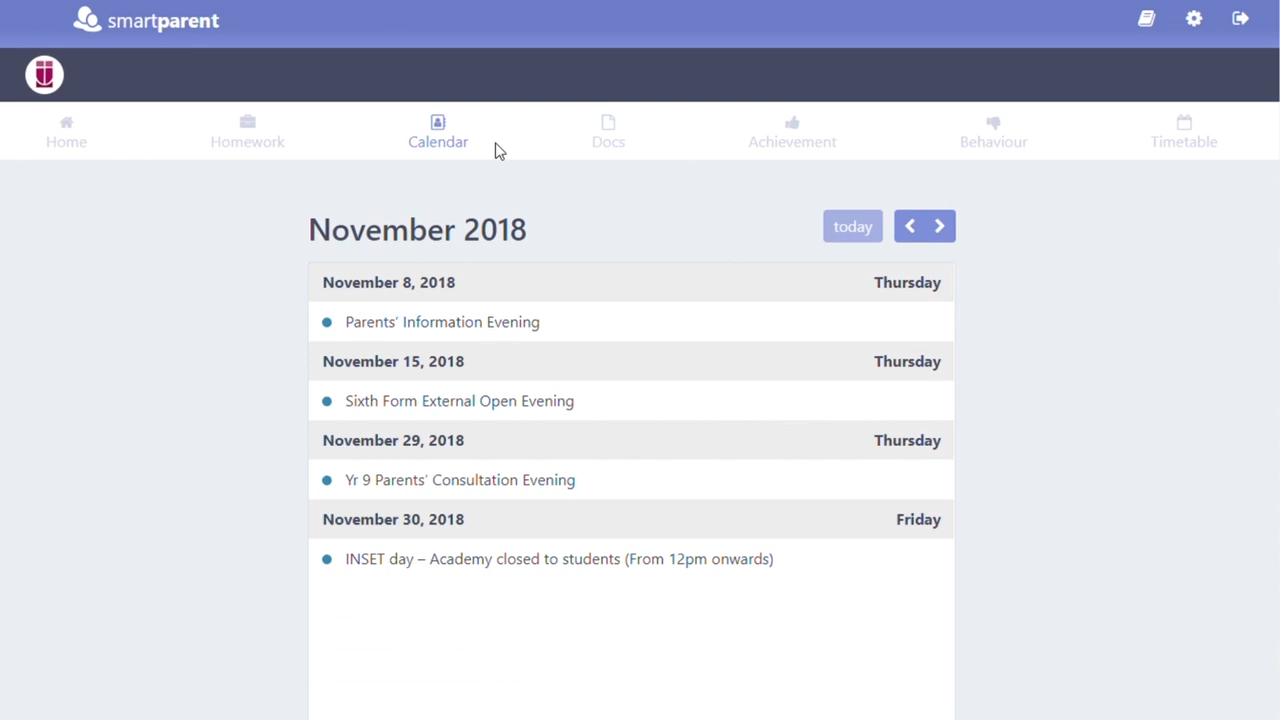 smartparent
Home Homework Calendar Docs Achievement Behaviour Timetable
November 2018
today
November 8, 2018 Thursday
Parents’ Information Evening
November 15, 2018 Thursday
Sixth Form External Open Evening
November 29, 2018 Thursday
Yr 9 Parents’ Consultation Evening
November 30, 2018 Friday
INSET day – Academy closed to students (From 12pm onwards)